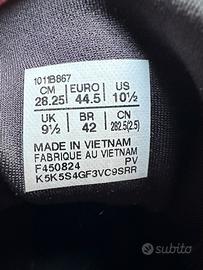 1011B867
CM EURO US
28.25 44.5 10½
UK BR CN
9½ 42 282.5(2.5)
MADE IN VIETNAM
FABRIQUE AU VIETNAM
F450824 PV
K5K5S4GF3VC9SRR
subito